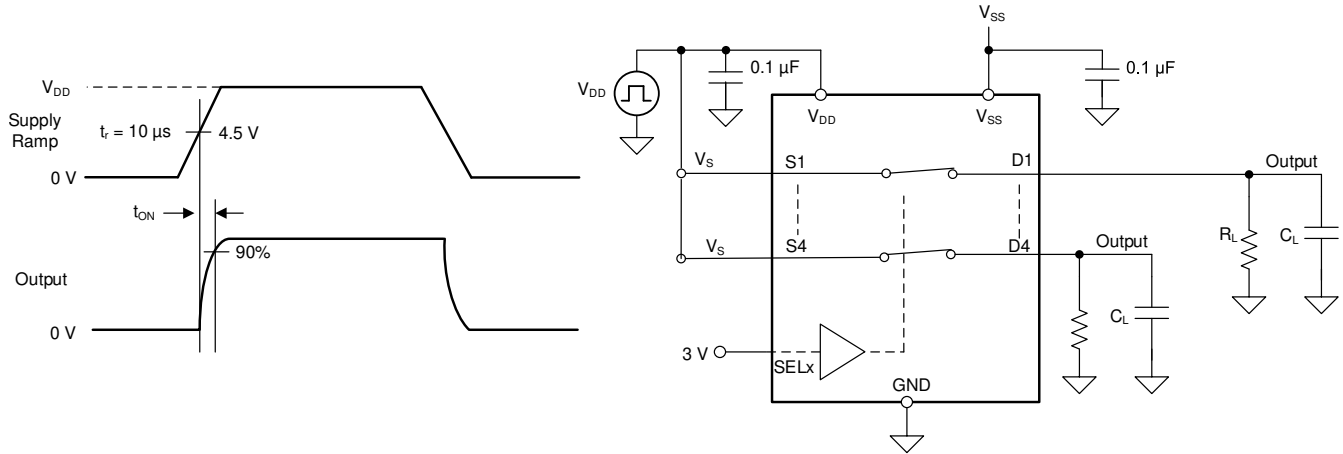 V_DD
Supply
Ramp
t_r = 10 µs
4.5 V
0 V
t_ON
90%
Output
0 V
V_SS
V_DD
0.1 µF
0.1 µF
V_DD
V_SS
V_S
S1
D1
Output
V_S
S4
D4
Output
R_L
C_L
C_L
3 V
SELx
GND